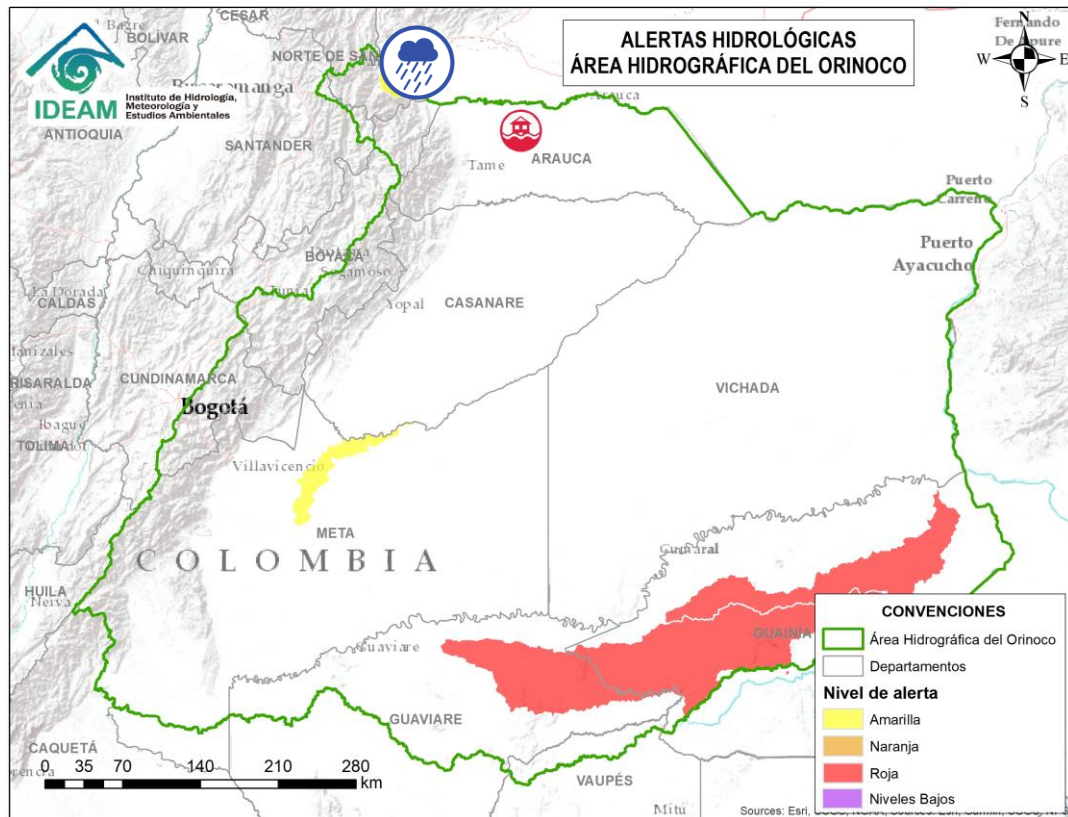 ALERTAS HIDROLÓGICAS
ÁREA HIDROGRÁFICA DEL ORINOCO
IDEAM
Instituto de Hidrología,
Meteorología y
Estudios Ambientales
N
W E
S
CESAR
BOLÍVAR
NORTE DE
Fernando
De Apure
ANTIOQUIA
SANTANDER
Arauca
Tame
ARAUCA
Puerto
Carreño
Puerto
Ayacucho
BOYACÁ
Sogamoso
Chiquinquirá
Tunja
La Dorada
CALDAS
Yopal
CASANARE
VICHADA
RISARALDA
CUNDINAMARCA
Bogotá
Ibagué
TOLIMA
Villavicencio
META
COLOMBIA
Cumaral
HUILA
Neiva
Guaviare
GUAINÍA
GUAVIARE
CAQUETÁ
VAUPÉS
Mitú
0 35 70 140 210 280
km
CONVENCIONES
Área Hidrográfica del Orinoco
Departamentos
Nivel de alerta
Amarilla
Naranja
Roja
Niveles Bajos
Sources: Esri,